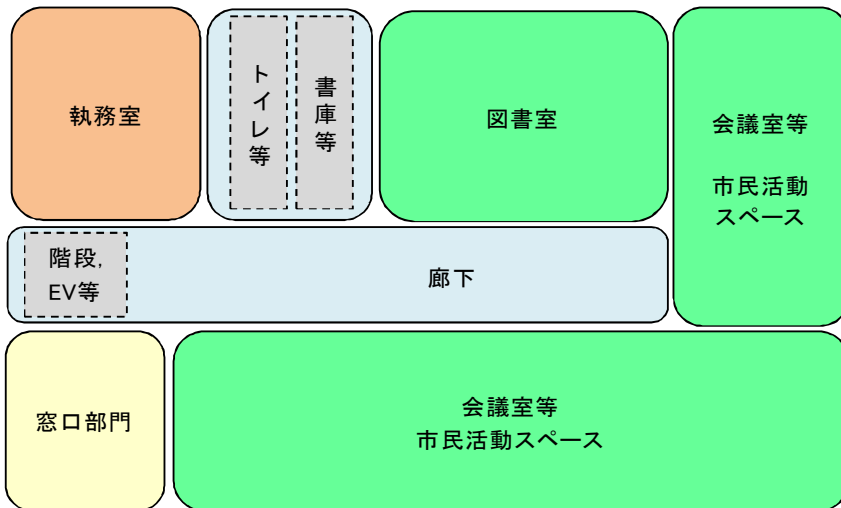 執務室
トイレ等
書庫等
図書室
会議室等
市民活動
スペース
階段,
EV等
廊下
窓口部門
会議室等
市民活動スペース